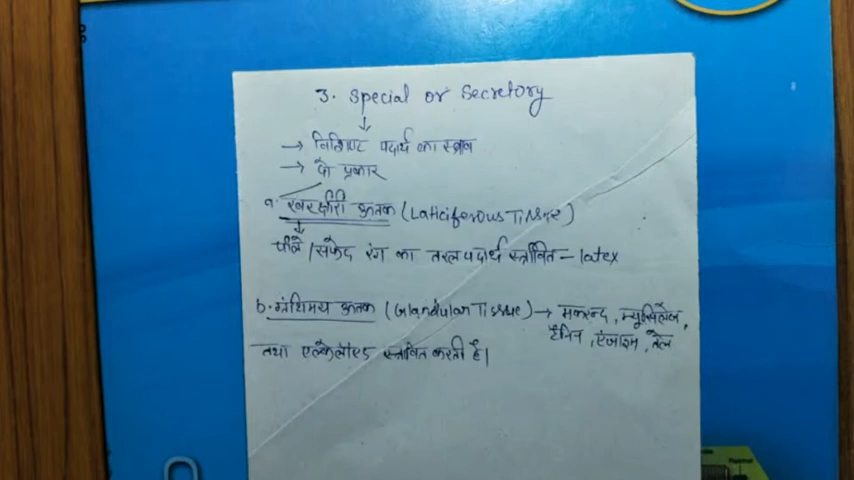 3. Special or Secretory
↓
→ विशिष्ट पदार्थ का स्त्राव
→ दो प्रकार
a. रबरक्षीरी ऊतक (Laticiferous Tissue)
↓
पीले / सफेद रंग का तरल पदार्थ स्त्रावित - latex
b. ग्रंथिमय ऊतक (Glandular Tissue) → मकरन्द, म्यूसिलेज,
टैनिन, एंजाइम, तेल
तथा एल्केलॉएड स्त्रावित करती है।